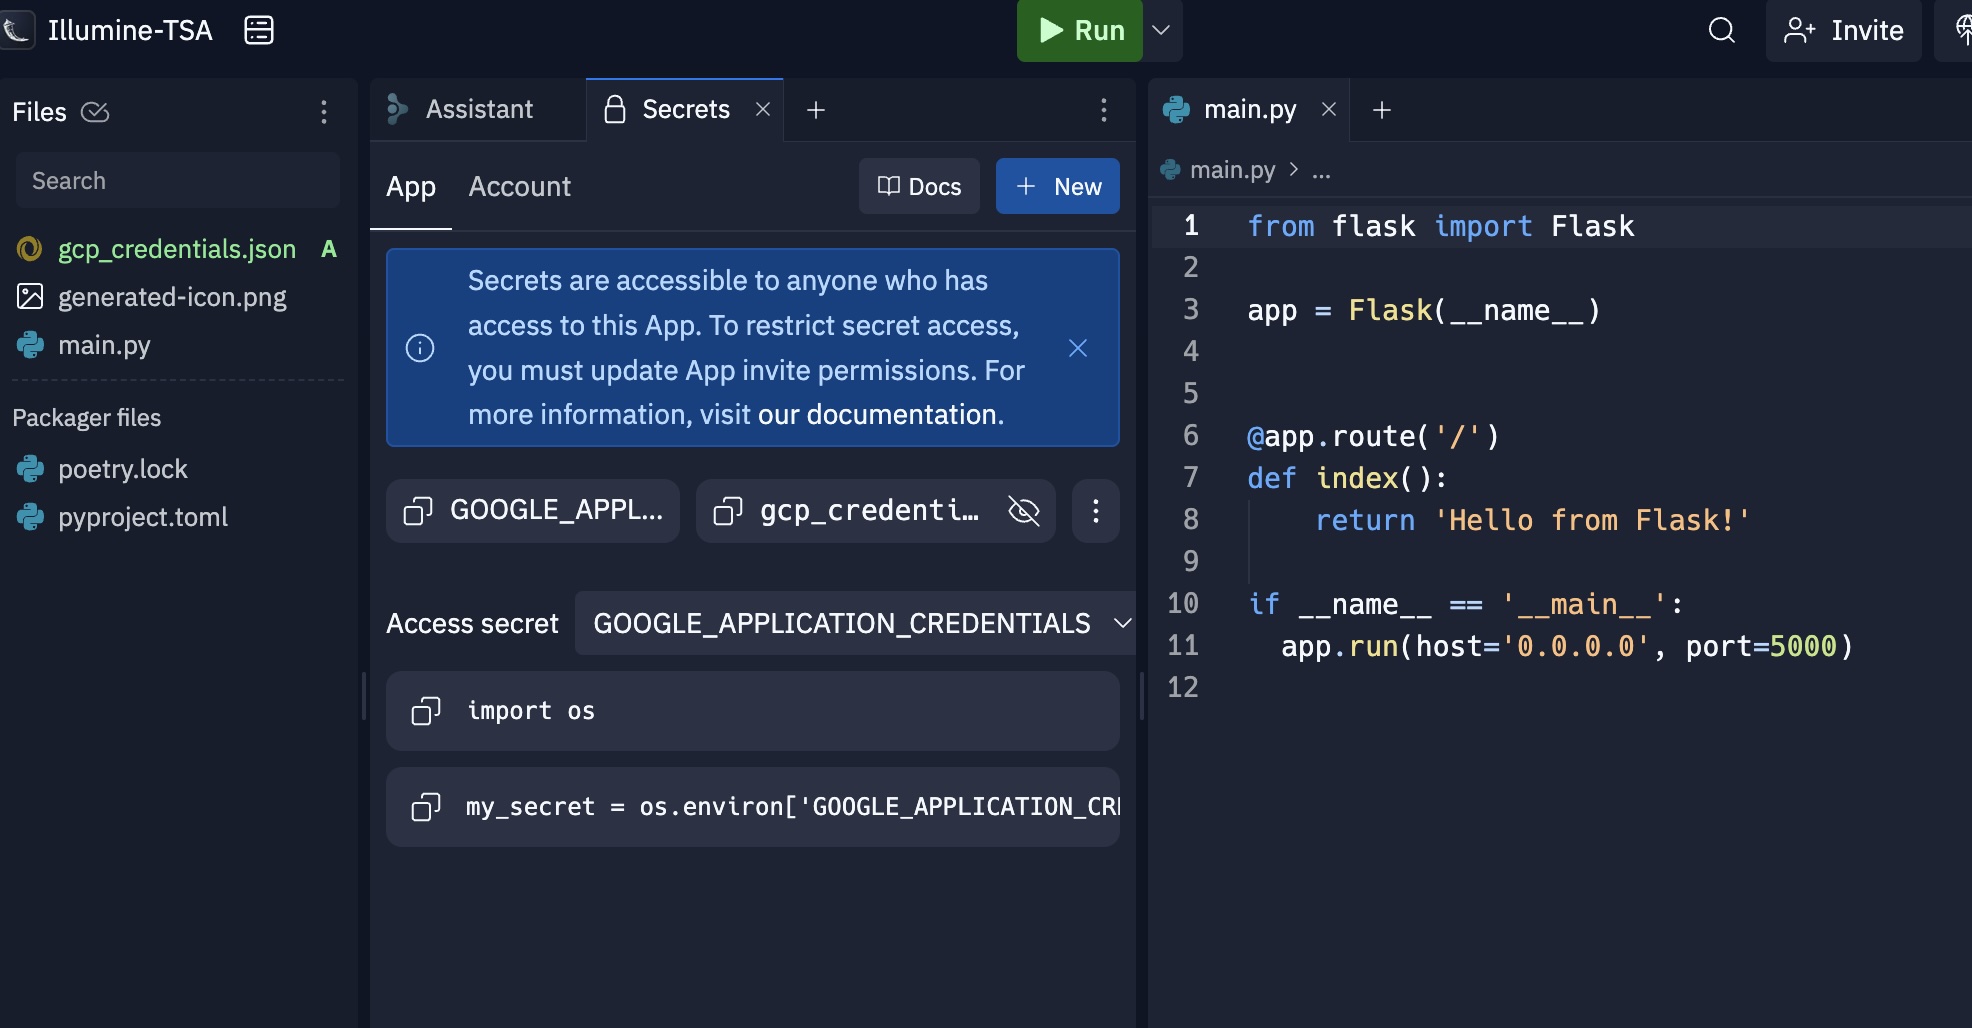 Illumine-TSA
Run
Invite
Files
Search
gcp_credentials.json A
generated-icon.png
main.py
Packager files
poetry.lock
pyproject.toml
Assistant
Secrets
App
Account
Docs
New
Secrets are accessible to anyone who has
access to this App. To restrict secret access,
you must update App invite permissions. For
more information, visit our documentation.
GOOGLE_APPL...
gcp_credenti...
Access secret
GOOGLE_APPLICATION_CREDENTIALS
import os
my_secret = os.environ['GOOGLE_APPLICATION_CRE
main.py
main.py > ...
1 from flask import Flask
2
3 app = Flask(__name__)
4
5
6 @app.route('/')
7 def index():
8 return 'Hello from Flask!'
9
10 if __name__ == '__main__':
11 app.run(host='0.0.0.0', port=5000)
12